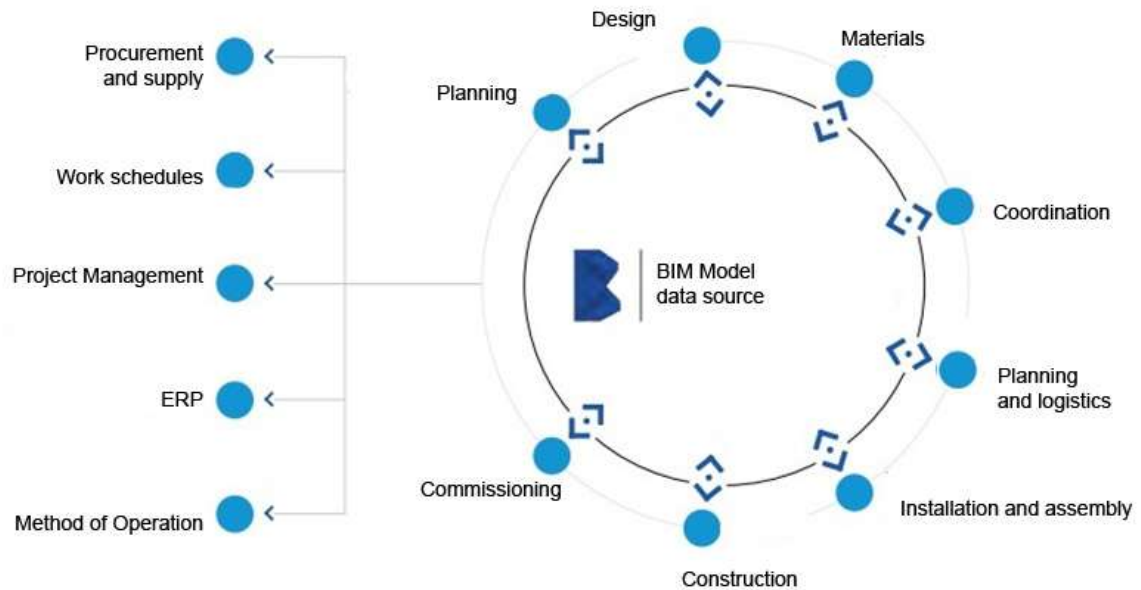 Procurement
and supply
Work schedules
Project Management
ERP
Method of Operation
Design
Materials
Planning
Coordination
BIM Model
data source
Planning
and logistics
Commissioning
Installation and assembly
Construction